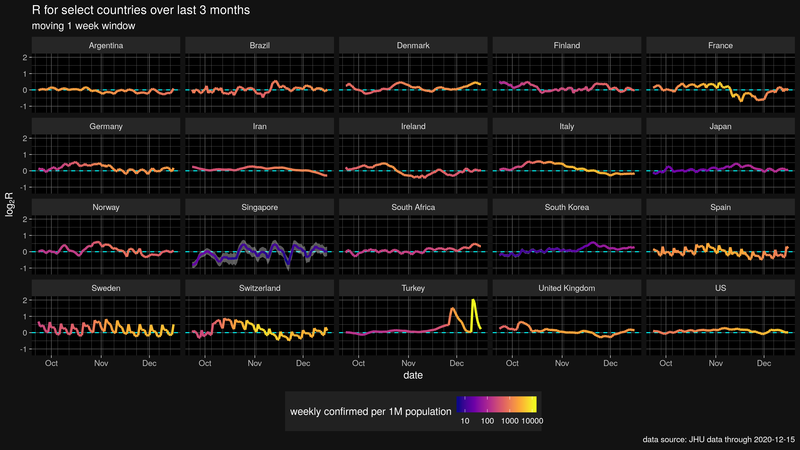 R for select countries over last 3 months
moving 1 week window
Argentina Brazil Denmark Finland France
2
1
0
-1
Germany Iran Ireland Italy Japan
2
1
0
-1
Norway Singapore South Africa South Korea Spain
2
1
0
-1
Sweden Switzerland Turkey United Kingdom US
2
1
0
-1
log₂R
Oct Nov Dec Oct Nov Dec Oct Nov Dec Oct Nov Dec Oct Nov Dec
date
weekly confirmed per 1M population
10 100 1000 10000
data source: JHU data through 2020-12-15